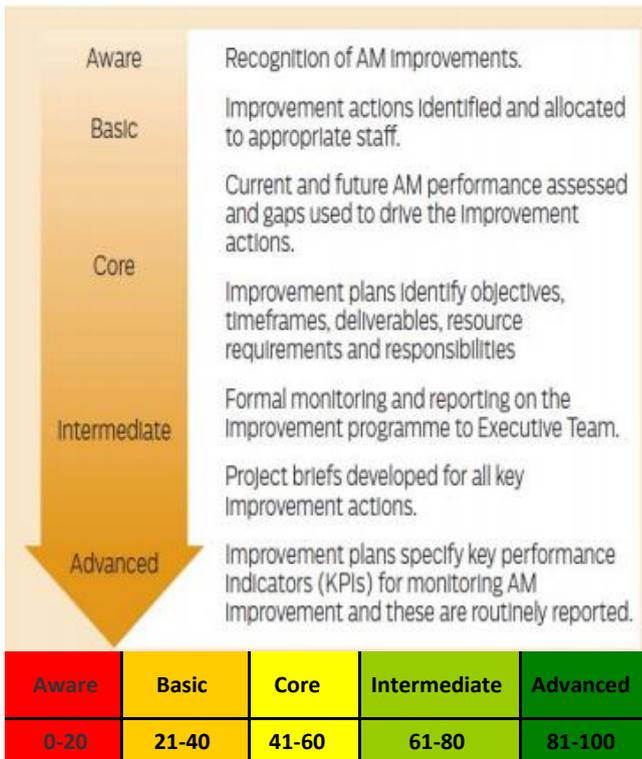 Aware
Recognition of AM improvements.
Basic
Improvement actions identified and allocated
to appropriate staff.
Core
Current and future AM performance assessed
and gaps used to drive the improvement
actions.
Improvement plans identify objectives,
timeframes, deliverables, resource
requirements and responsibilities
Intermediate
Formal monitoring and reporting on the
improvement programme to Executive Team.
Project briefs developed for all key
improvement actions.
Advanced
Improvement plans specify key performance
indicators (KPIs) for monitoring AM
improvement and these are routinely reported.
Aware Basic Core Intermediate Advanced
0-20 21-40 41-60 61-80 81-100